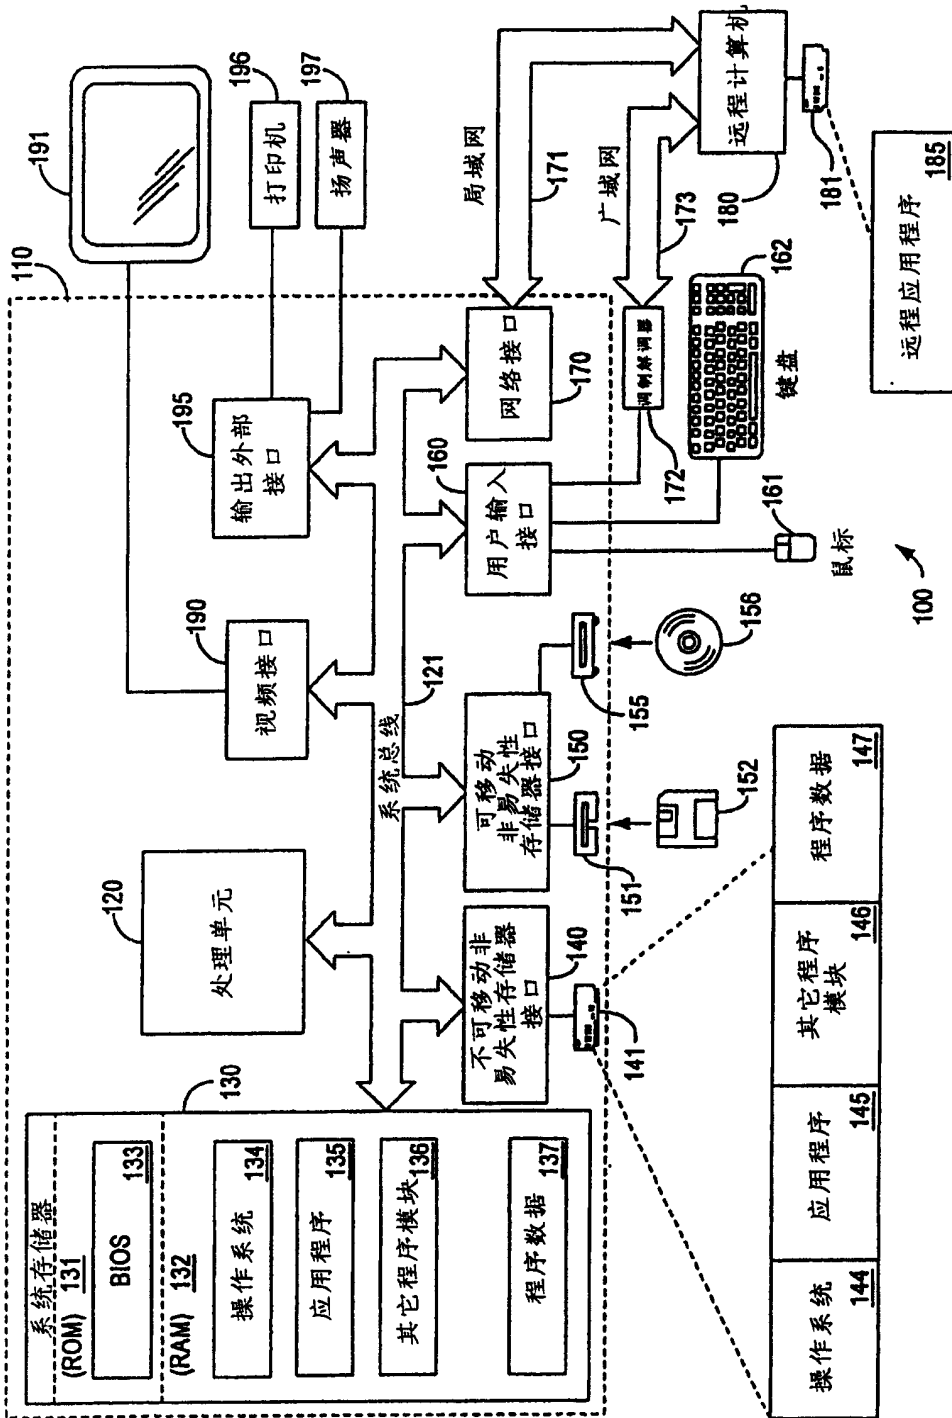 系统存储器
(ROM) 131
BIOS 133
(RAM) 132
操作系统 134
应用程序 135
其它程序模块 136
程序数据 137
130
110
处理单元
120
视频接口
190
输出外部
接口
195
191
打印机
196
扬声器
197
系统总线
121
不可移动非
易失性存储器
接口
140
可移动
非易失性
存储器接口
150
用户输入
接口
160
网络接口
170
局域网
171
广域网
173
调制解调器
172
远程计算机
180
181
远程应用程序
185
141
151
152
155
156
鼠标
161
键盘
162
操作系统 144
应用程序 145
其它程序
模块
146
程序数据 147
100